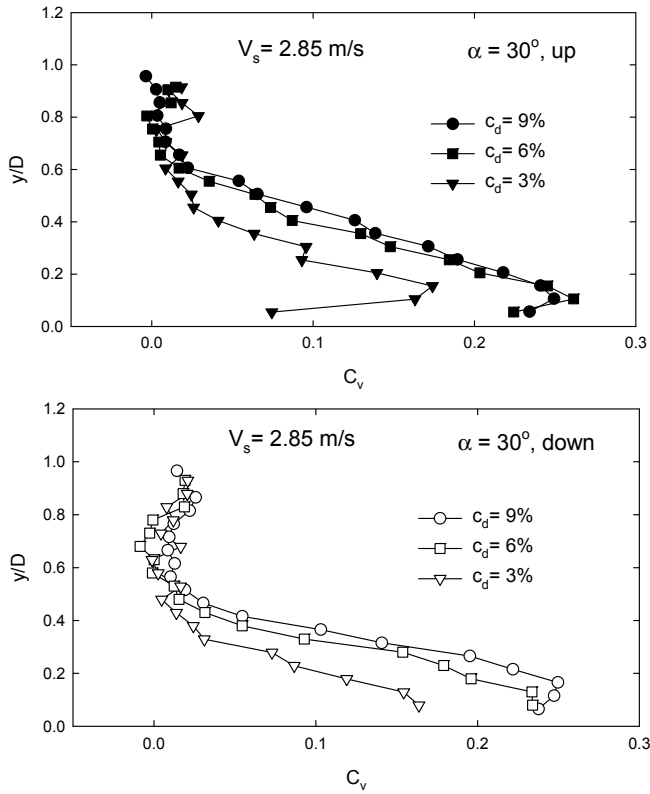 V_s = 2.85 m/s
α = 30°, up
c_d = 9%
c_d = 6%
c_d = 3%
y/D
1.2
1.0
0.8
0.6
0.4
0.2
0.0
0.0 0.1 0.2 0.3
C_v
V_s = 2.85 m/s
α = 30°, down
c_d = 9%
c_d = 6%
c_d = 3%
y/D
1.2
1.0
0.8
0.6
0.4
0.2
0.0
0.0 0.1 0.2 0.3
C_v